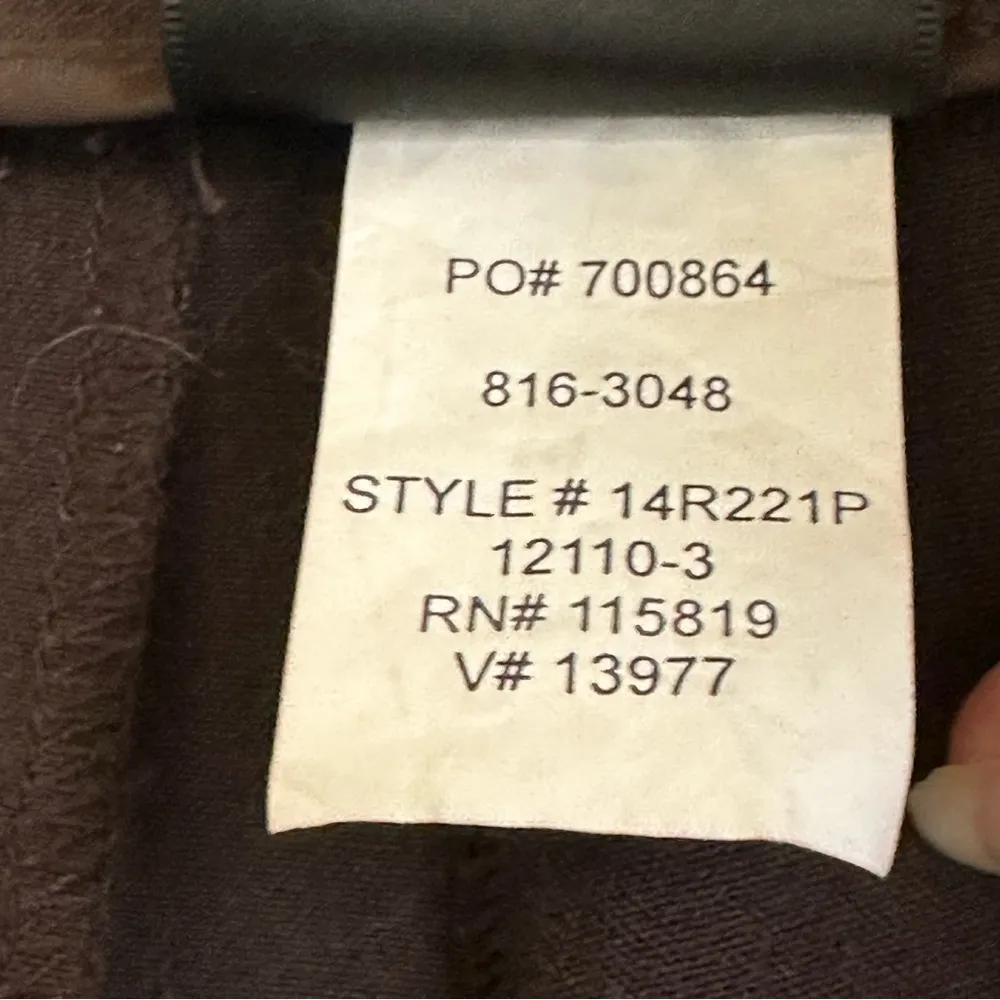 PO# 700864
816-3048
STYLE # 14R221P
12110-3
RN# 115819
V# 13977